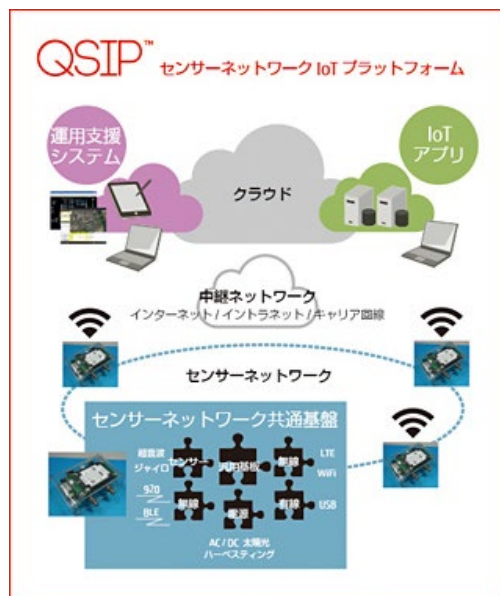 QSIP™ センサーネットワーク IoT プラットフォーム
運用支援
システム
IoT
アプリ
クラウド
中継ネットワーク
インターネット / イントラネット / キャリア回線
センサーネットワーク
センサーネットワーク共通基盤
超音波
ジャイロ
センサー
汎用基板
無線
LTE
WiFi
920
BLE
無線
電源
有線
USB
AC / DC 太陽光
ハーベスティング